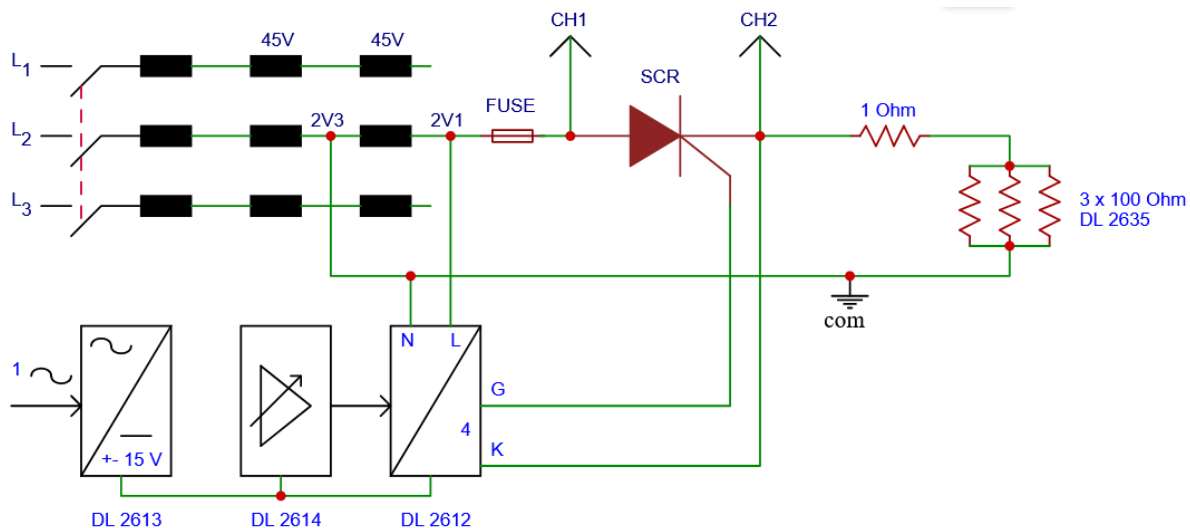 CH1
CH2
45V
45V
L1
SCR
FUSE
1 Ohm
L2
2V3
2V1
L3
3 x 100 Ohm
DL 2635
com
N
L
1
G
4
K
+- 15 V
DL 2613
DL 2614
DL 2612